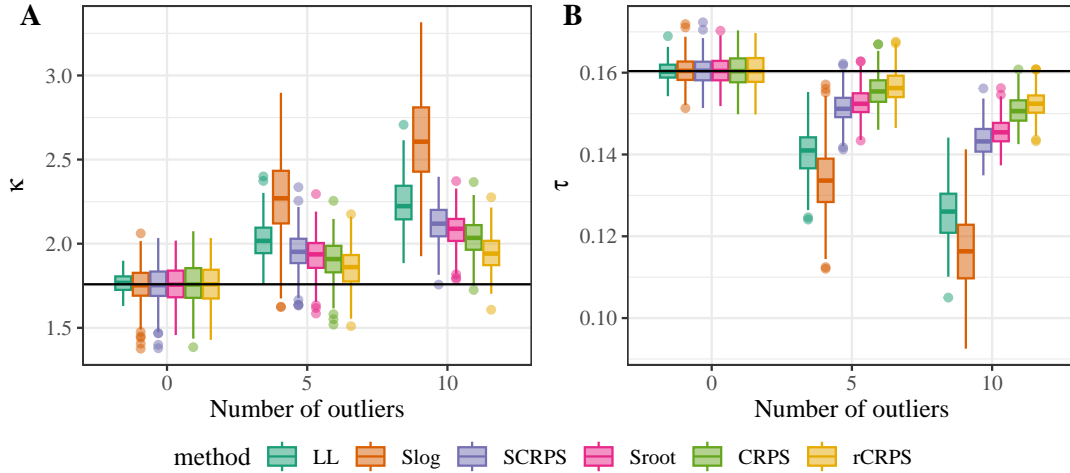 A
B
3.0
2.5
2.0
1.5
κ
0
5
10
Number of outliers
0.16
0.14
0.12
0.10
τ
0
5
10
Number of outliers
method LL Slog SCRPS Sroot CRPS rCRPS